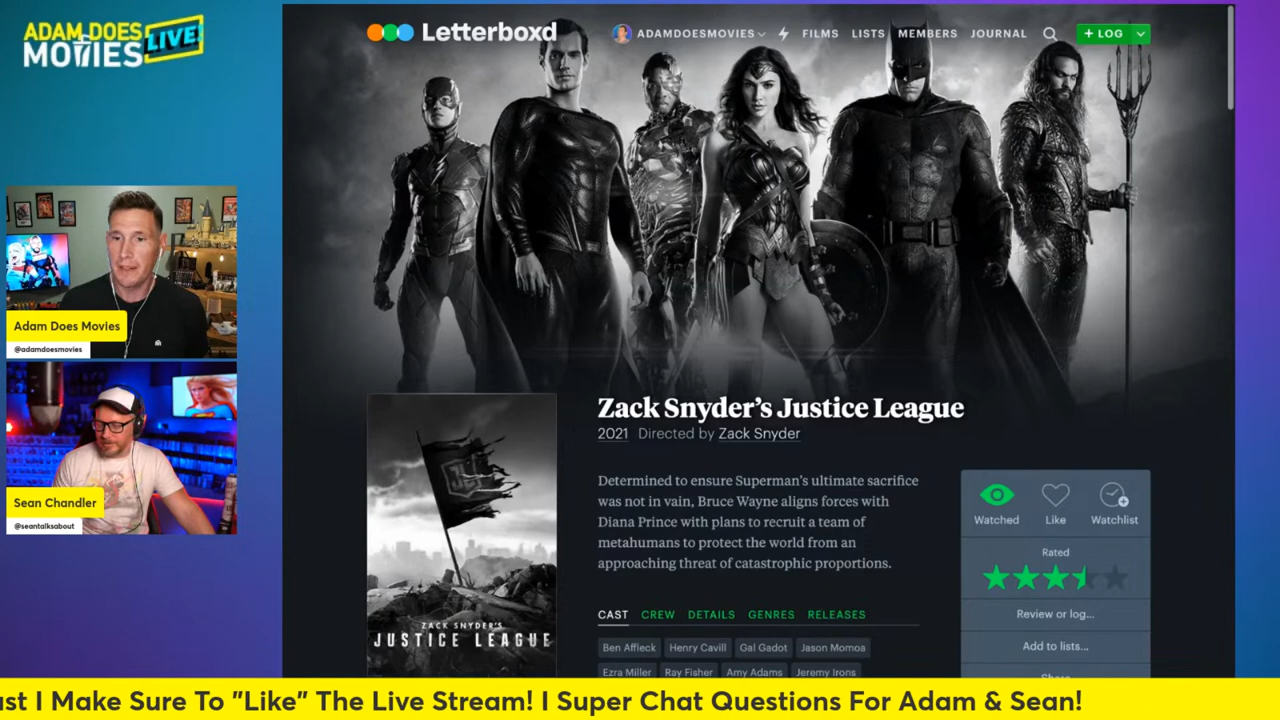 ADAM DOES
MOVIES LIVE!
Letterboxd
ADAMDOESMOVIES
FILMS
LISTS
MEMBERS
JOURNAL
+ LOG
Adam Does Movies
@adamdoesmovies
Sean Chandler
@seantalksabout
Zack Snyder's Justice League
2021 Directed by Zack Snyder
Determined to ensure Superman's ultimate sacrifice
was not in vain, Bruce Wayne aligns forces with
Diana Prince with plans to recruit a team of
metahumans to protect the world from an
approaching threat of catastrophic proportions.
Watched
Like
Watchlist
Rated
Review or log...
Add to lists...
Share
CAST CREW DETAILS GENRES RELEASES
Ben Affleck Henry Cavill Gal Gadot Jason Momoa
Ezra Miller Ray Fisher Amy Adams Jeremy Irons
ZACK SNYDER'S
JUSTICE LEAGUE
ast I Make Sure To "Like" The Live Stream! I Super Chat Questions For Adam & Sean!